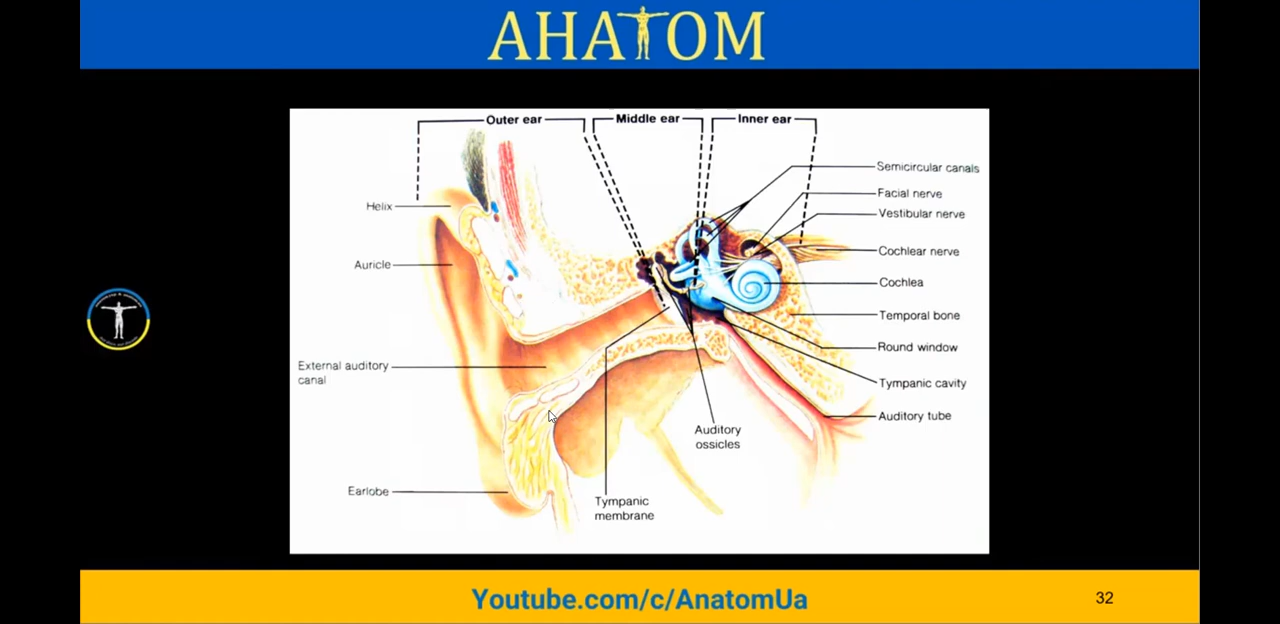 AHATOM
Outer ear
Middle ear
Inner ear
Semicircular canals
Facial nerve
Helix
Vestibular nerve
Cochlear nerve
Auricle
Cochlea
Temporal bone
Round window
External auditory
canal
Tympanic cavity
Auditory tube
Auditory
ossicles
Earlobe
Tympanic
membrane
Youtube.com/c/AnatomUa
32